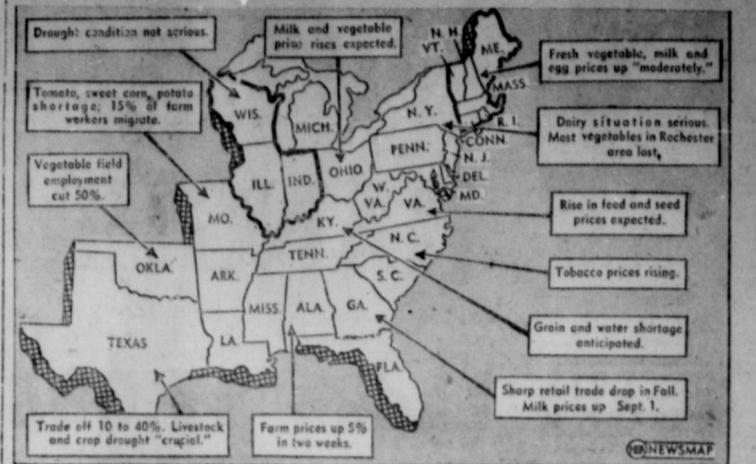 Drought condition not serious.
Milk and vegetable
price rises expected.
N. H.
VT.
ME.
Fresh vegetable, milk and
egg prices up "moderately."
MASS.
Tomato, sweet corn, potato
shortage; 15% of farm
workers migrate.
WIS.
MICH.
N. Y.
R. I.
CONN.
Dairy situation serious.
Most vegetables in Rochester
area lost.
PENN.
N. J.
DEL.
MD.
Vegetable field
employment
cut 50%.
ILL.
IND.
OHIO
W.
VA.
VA.
Rise in feed and seed
prices expected.
MO.
KY.
N. C.
TENN.
Tobacco prices rising.
OKLA.
ARK.
S. C.
MISS.
ALA.
GA.
Grain and water shortage
anticipated.
TEXAS
LA.
FLA.
Sharp retail trade drop in Fall.
Milk prices up Sept. 1.
Trade off 10 to 40%. Livestock
and crop drought "crucial."
Farm prices up 5%
in two weeks.
NEWSMAP